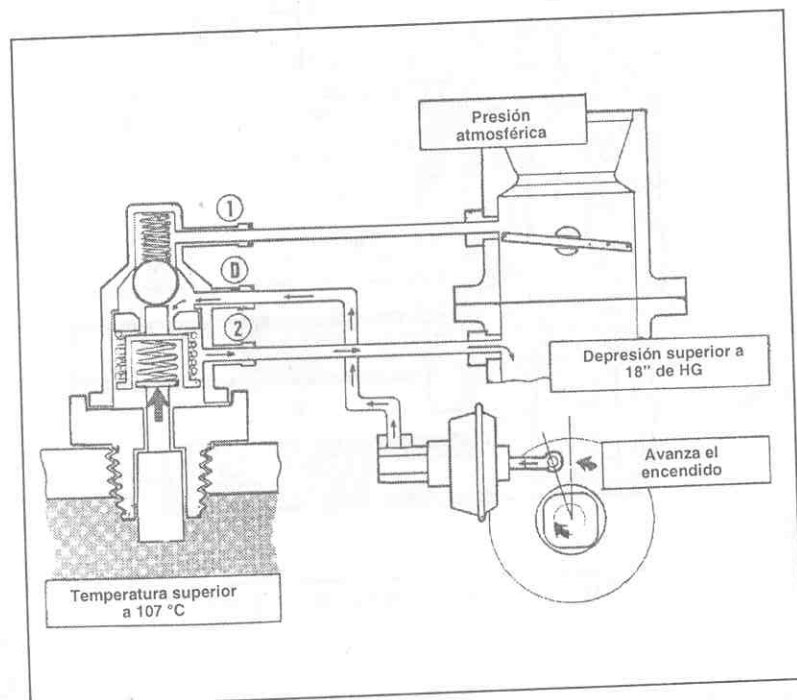 Presión
atmosférica
1
D
2
Depresión superior a
18" de HG
Avanza el
encendido
Temperatura superior
a 107 °C